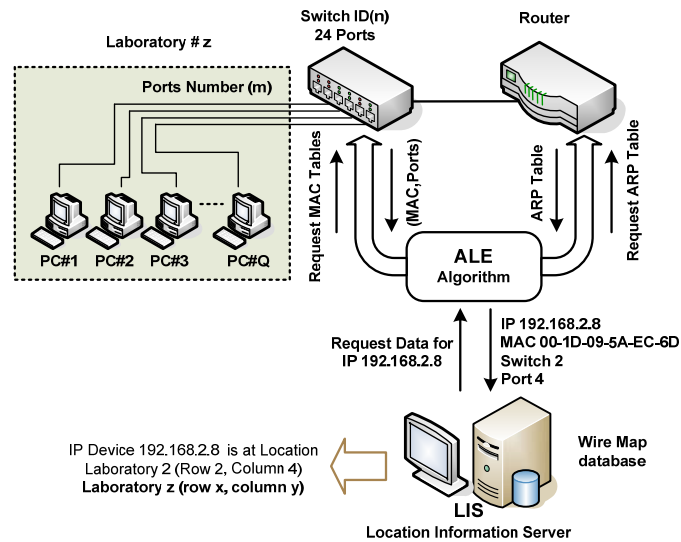 Switch ID(n)
24 Ports
Router
Laboratory # z
Ports Number (m)
PC#1
PC#2
PC#3
PC#Q
Request MAC Tables
(MAC,Ports)
ARP Table
Request ARP Table
ALE
Algorithm
Request Data for
IP 192.168.2.8
IP 192.168.2.8
MAC 00-1D-09-5A-EC-6D
Switch 2
Port 4
IP Device 192.168.2.8 is at Location
Laboratory 2 (Row 2, Column 4)
Laboratory z (row x, column y)
Wire Map
database
LIS
Location Information Server